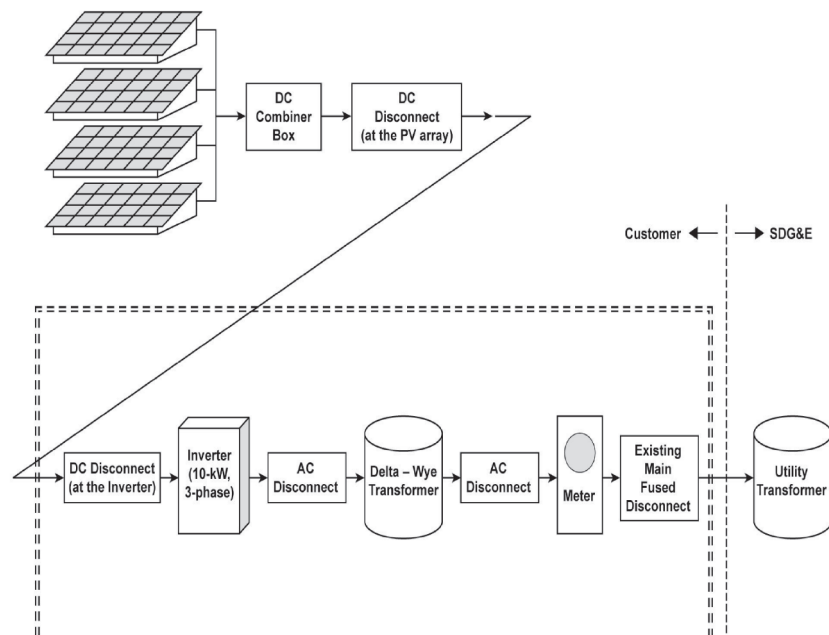 DC
Combiner
Box
DC
Disconnect
(at the PV array)
Customer
SDG&E
DC Disconnect
(at the Inverter)
Inverter
(10-kW,
3-phase)
AC
Disconnect
Delta – Wye
Transformer
AC
Disconnect
Meter
Existing
Main
Fused
Disconnect
Utility
Transformer